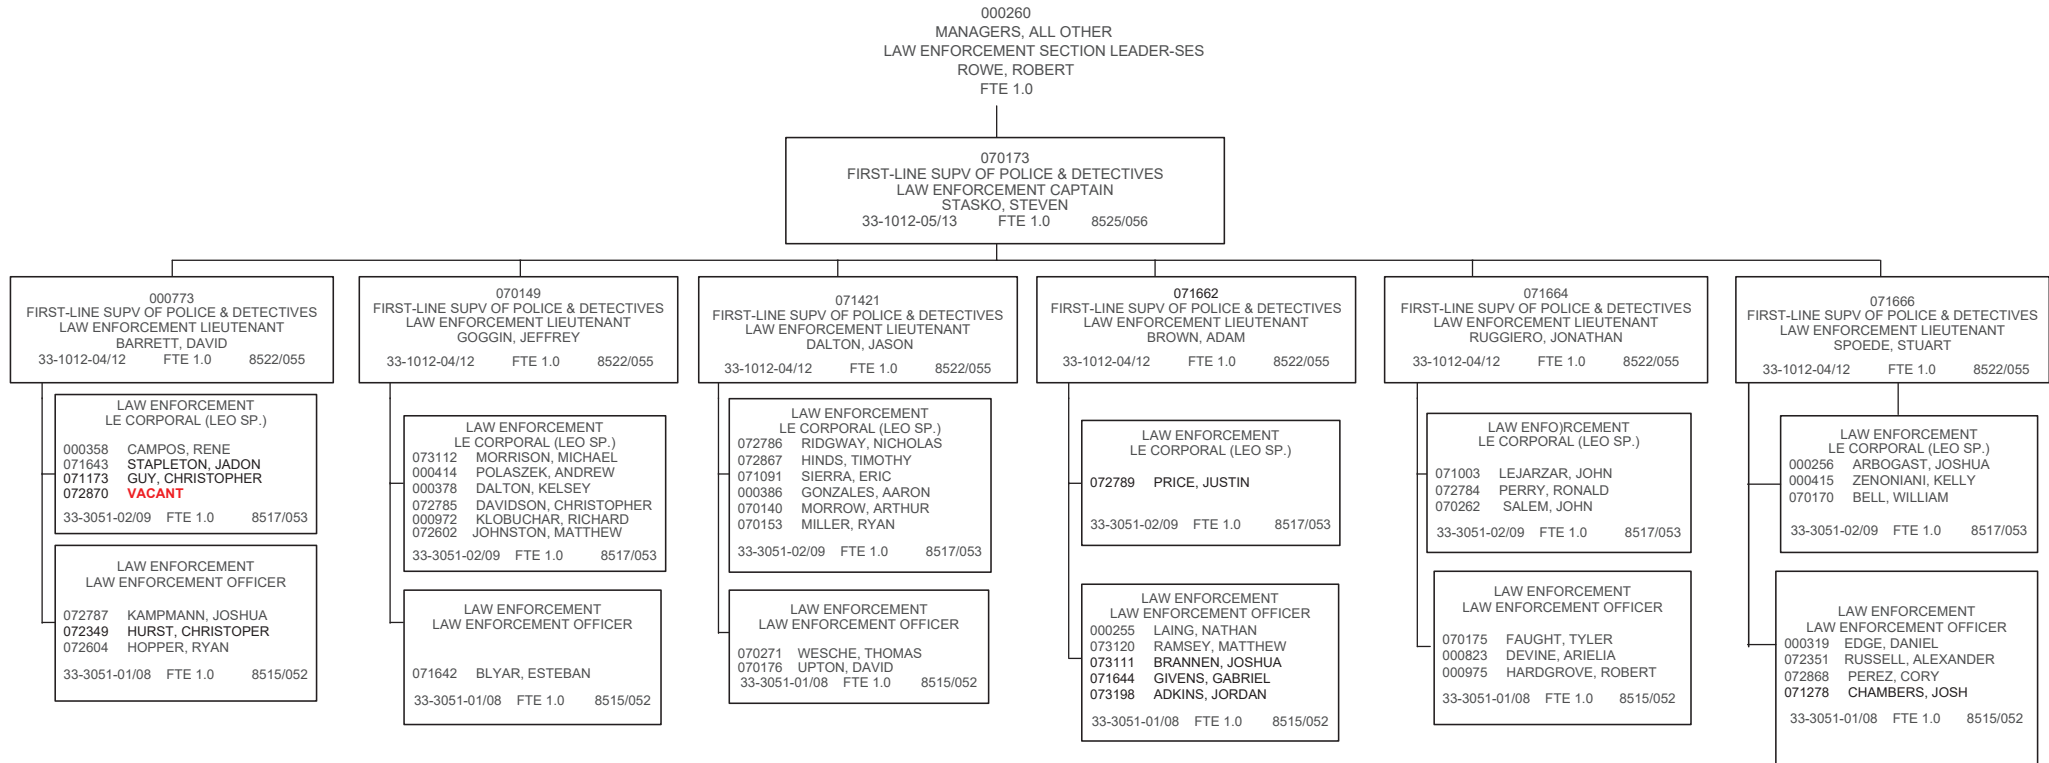 000260
MANAGERS, ALL OTHER
LAW ENFORCEMENT SECTION LEADER-SES
ROWE, ROBERT
FTE 1.0
070173
FIRST-LINE SUPV OF POLICE & DETECTIVES
LAW ENFORCEMENT CAPTAIN
STASKO, STEVEN
33-1012-05/13 FTE 1.0 8525/056
000773
FIRST-LINE SUPV OF POLICE & DETECTIVES
LAW ENFORCEMENT LIEUTENANT
BARRETT, DAVID
33-1012-04/12 FTE 1.0 8522/055
LAW ENFORCEMENT
LE CORPORAL (LEO SP.)
000358 CAMPOS, RENE
071643 STAPLETON, JADON
071173 GUY, CHRISTOPHER
072870 VACANT
33-3051-02/09 FTE 1.0 8517/053
LAW ENFORCEMENT
LAW ENFORCEMENT OFFICER
072787 KAMPMANN, JOSHUA
072349 HURST, CHRISTOPER
072604 HOPPER, RYAN
33-3051-01/08 FTE 1.0 8515/052
070149
FIRST-LINE SUPV OF POLICE & DETECTIVES
LAW ENFORCEMENT LIEUTENANT
GOGGIN, JEFFREY
33-1012-04/12 FTE 1.0 8522/055
LAW ENFORCEMENT
LE CORPORAL (LEO SP.)
073112 MORRISON, MICHAEL
000414 POLASZEK, ANDREW
000378 DALTON, KELSEY
072785 DAVIDSON, CHRISTOPHER
000972 KLOBUCHAR, RICHARD
072602 JOHNSTON, MATTHEW
33-3051-02/09 FTE 1.0 8517/053
LAW ENFORCEMENT
LAW ENFORCEMENT OFFICER
071642 BLYAR, ESTEBAN
33-3051-01/08 FTE 1.0 8515/052
071421
FIRST-LINE SUPV OF POLICE & DETECTIVES
LAW ENFORCEMENT LIEUTENANT
DALTON, JASON
33-1012-04/12 FTE 1.0 8522/055
LAW ENFORCEMENT
LE CORPORAL (LEO SP.)
072786 RIDGWAY, NICHOLAS
072867 HINDS, TIMOTHY
071091 SIERRA, ERIC
000386 GONZALES, AARON
070140 MORROW, ARTHUR
070153 MILLER, RYAN
33-3051-02/09 FTE 1.0 8517/053
LAW ENFORCEMENT
LAW ENFORCEMENT OFFICER
070271 WESCHE, THOMAS
070176 UPTON, DAVID
33-3051-01/08 FTE 1.0 8515/052
071662
FIRST-LINE SUPV OF POLICE & DETECTIVES
LAW ENFORCEMENT LIEUTENANT
BROWN, ADAM
33-1012-04/12 FTE 1.0 8522/055
LAW ENFORCEMENT
LE CORPORAL (LEO SP.)
072789 PRICE, JUSTIN
33-3051-02/09 FTE 1.0 8517/053
LAW ENFORCEMENT
LAW ENFORCEMENT OFFICER
000255 LAING, NATHAN
073120 RAMSEY, MATTHEW
073111 BRANNEN, JOSHUA
071644 GIVENS, GABRIEL
073198 ADKINS, JORDAN
33-3051-01/08 FTE 1.0 8515/052
071664
FIRST-LINE SUPV OF POLICE & DETECTIVES
LAW ENFORCEMENT LIEUTENANT
RUGGIERO, JONATHAN
33-1012-04/12 FTE 1.0 8522/055
LAW ENFO)RCEMENT
LE CORPORAL (LEO SP.)
071003 LEJARZAR, JOHN
072784 PERRY, RONALD
070262 SALEM, JOHN
33-3051-02/09 FTE 1.0 8517/053
LAW ENFORCEMENT
LAW ENFORCEMENT OFFICER
070175 FAUGHT, TYLER
000823 DEVINE, ARIELIA
000975 HARDGROVE, ROBERT
33-3051-01/08 FTE 1.0 8515/052
071666
FIRST-LINE SUPV OF POLICE & DETECTIVES
LAW ENFORCEMENT LIEUTENANT
SPOEDE, STUART
33-1012-04/12 FTE 1.0 8522/055
LAW ENFORCEMENT
LE CORPORAL (LEO SP.)
000256 ARBOGAST, JOSHUA
000415 ZENONIANI, KELLY
070170 BELL, WILLIAM
33-3051-02/09 FTE 1.0 8517/053
LAW ENFORCEMENT
LAW ENFORCEMENT OFFICER
000319 EDGE, DANIEL
072351 RUSSELL, ALEXANDER
072868 PEREZ, CORY
071278 CHAMBERS, JOSH
33-3051-01/08 FTE 1.0 8515/052